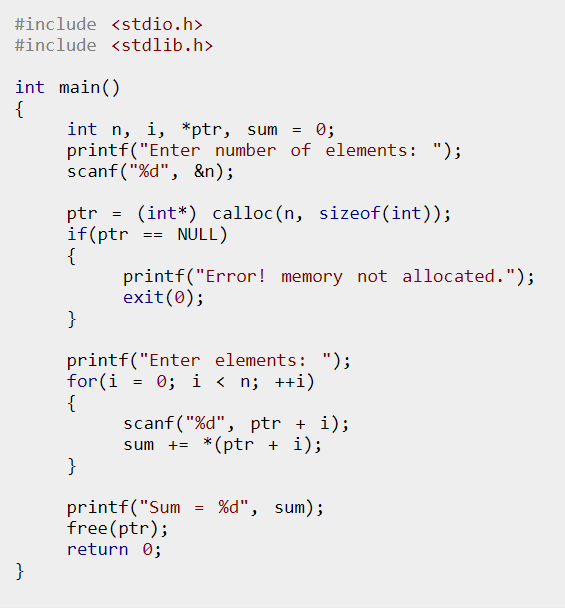 #include <stdio.h>
#include <stdlib.h>

int main()
{
     int n, i, *ptr, sum = 0;
     printf("Enter number of elements: ");
     scanf("%d", &n);

     ptr = (int*) calloc(n, sizeof(int));
     if(ptr == NULL)
     {
          printf("Error! memory not allocated.");
          exit(0);
     }

     printf("Enter elements: ");
     for(i = 0; i < n; ++i)
     {
          scanf("%d", ptr + i);
          sum += *(ptr + i);
     }

     printf("Sum = %d", sum);
     free(ptr);
     return 0;
}